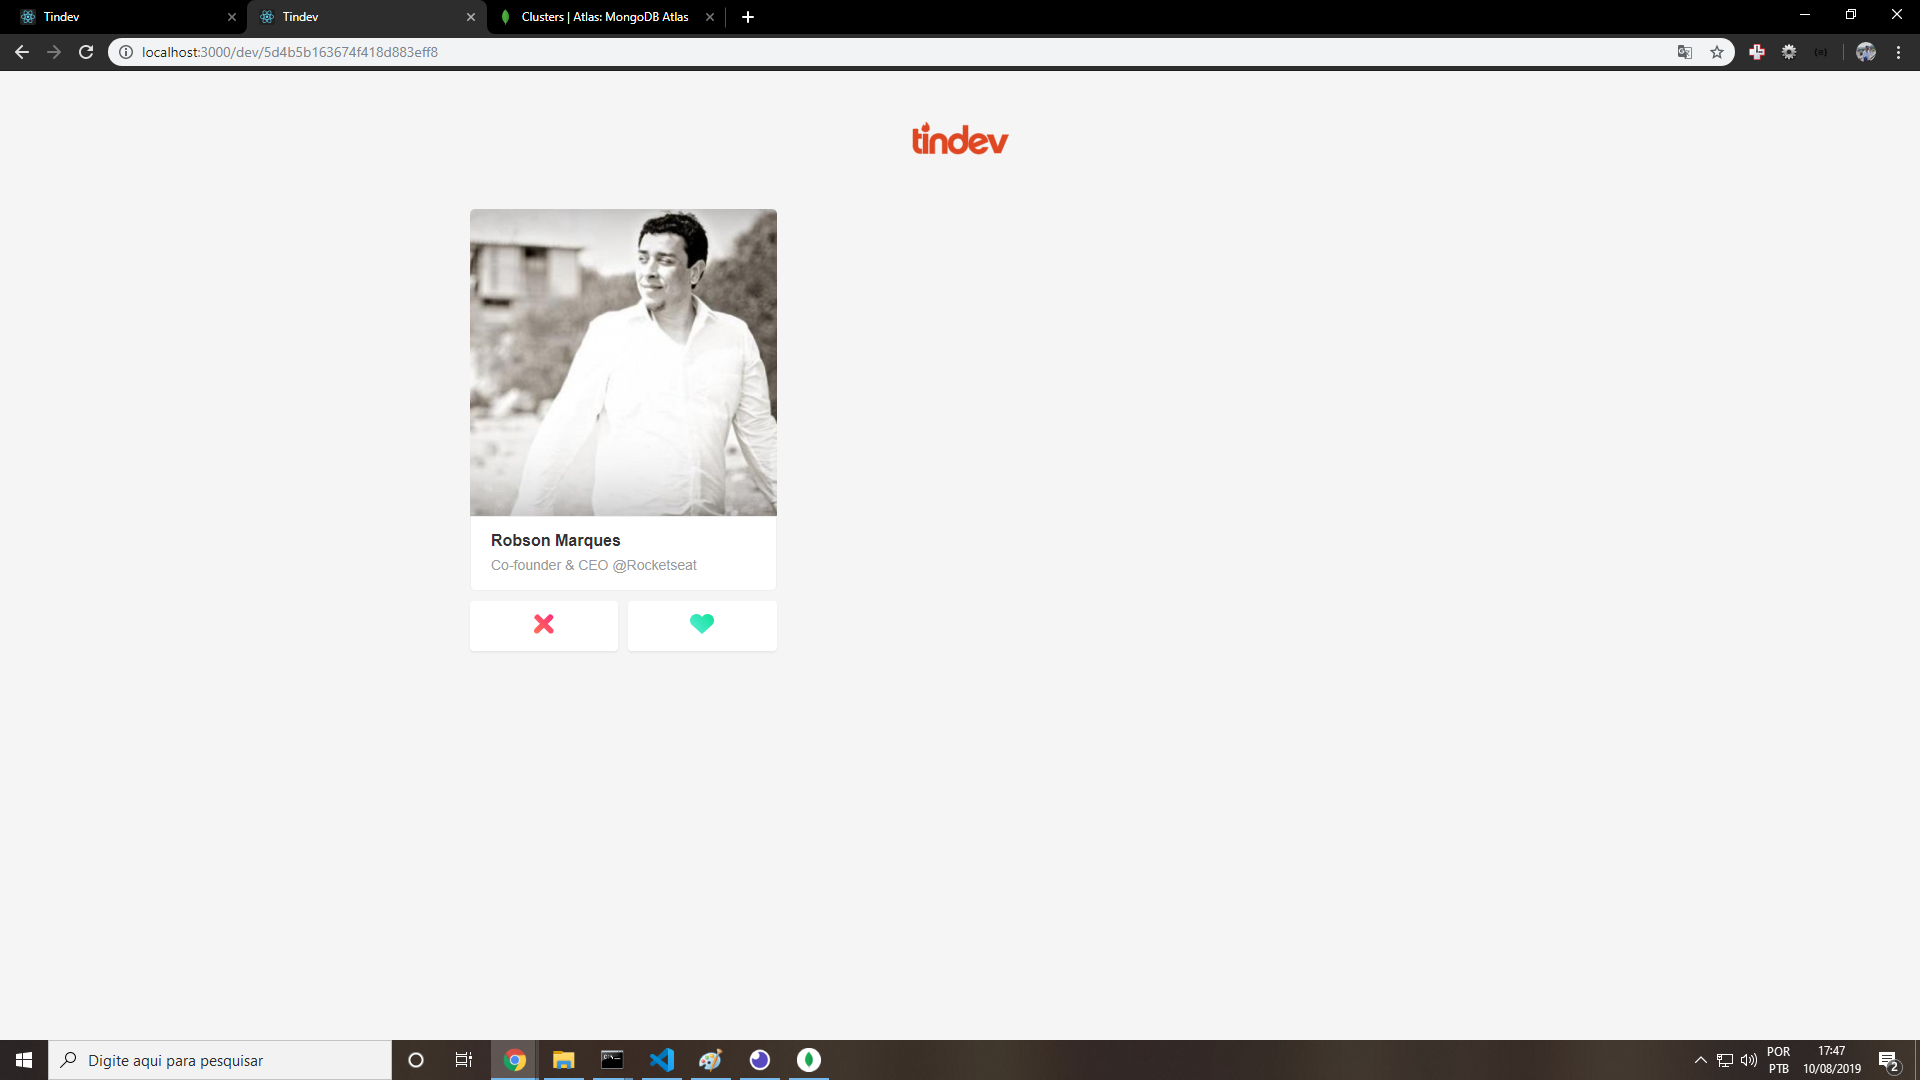 Tindev
Tindev
Clusters | Atlas: MongoDB Atlas
localhost:3000/dev/5d4b5b163674f418d883eff8
tindev
Robson Marques
Co-founder & CEO @Rocketseat
Digite aqui para pesquisar
POR
PTB
17:47
10/08/2019
2